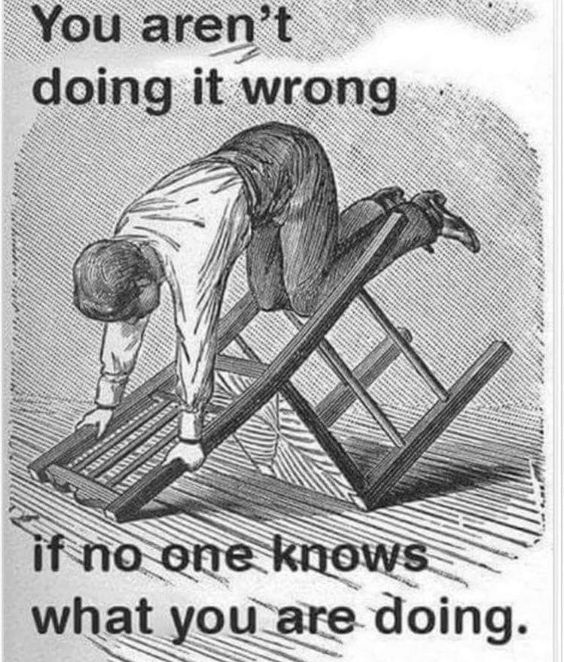 You aren't
doing it wrong
if no one knows
what you are doing.